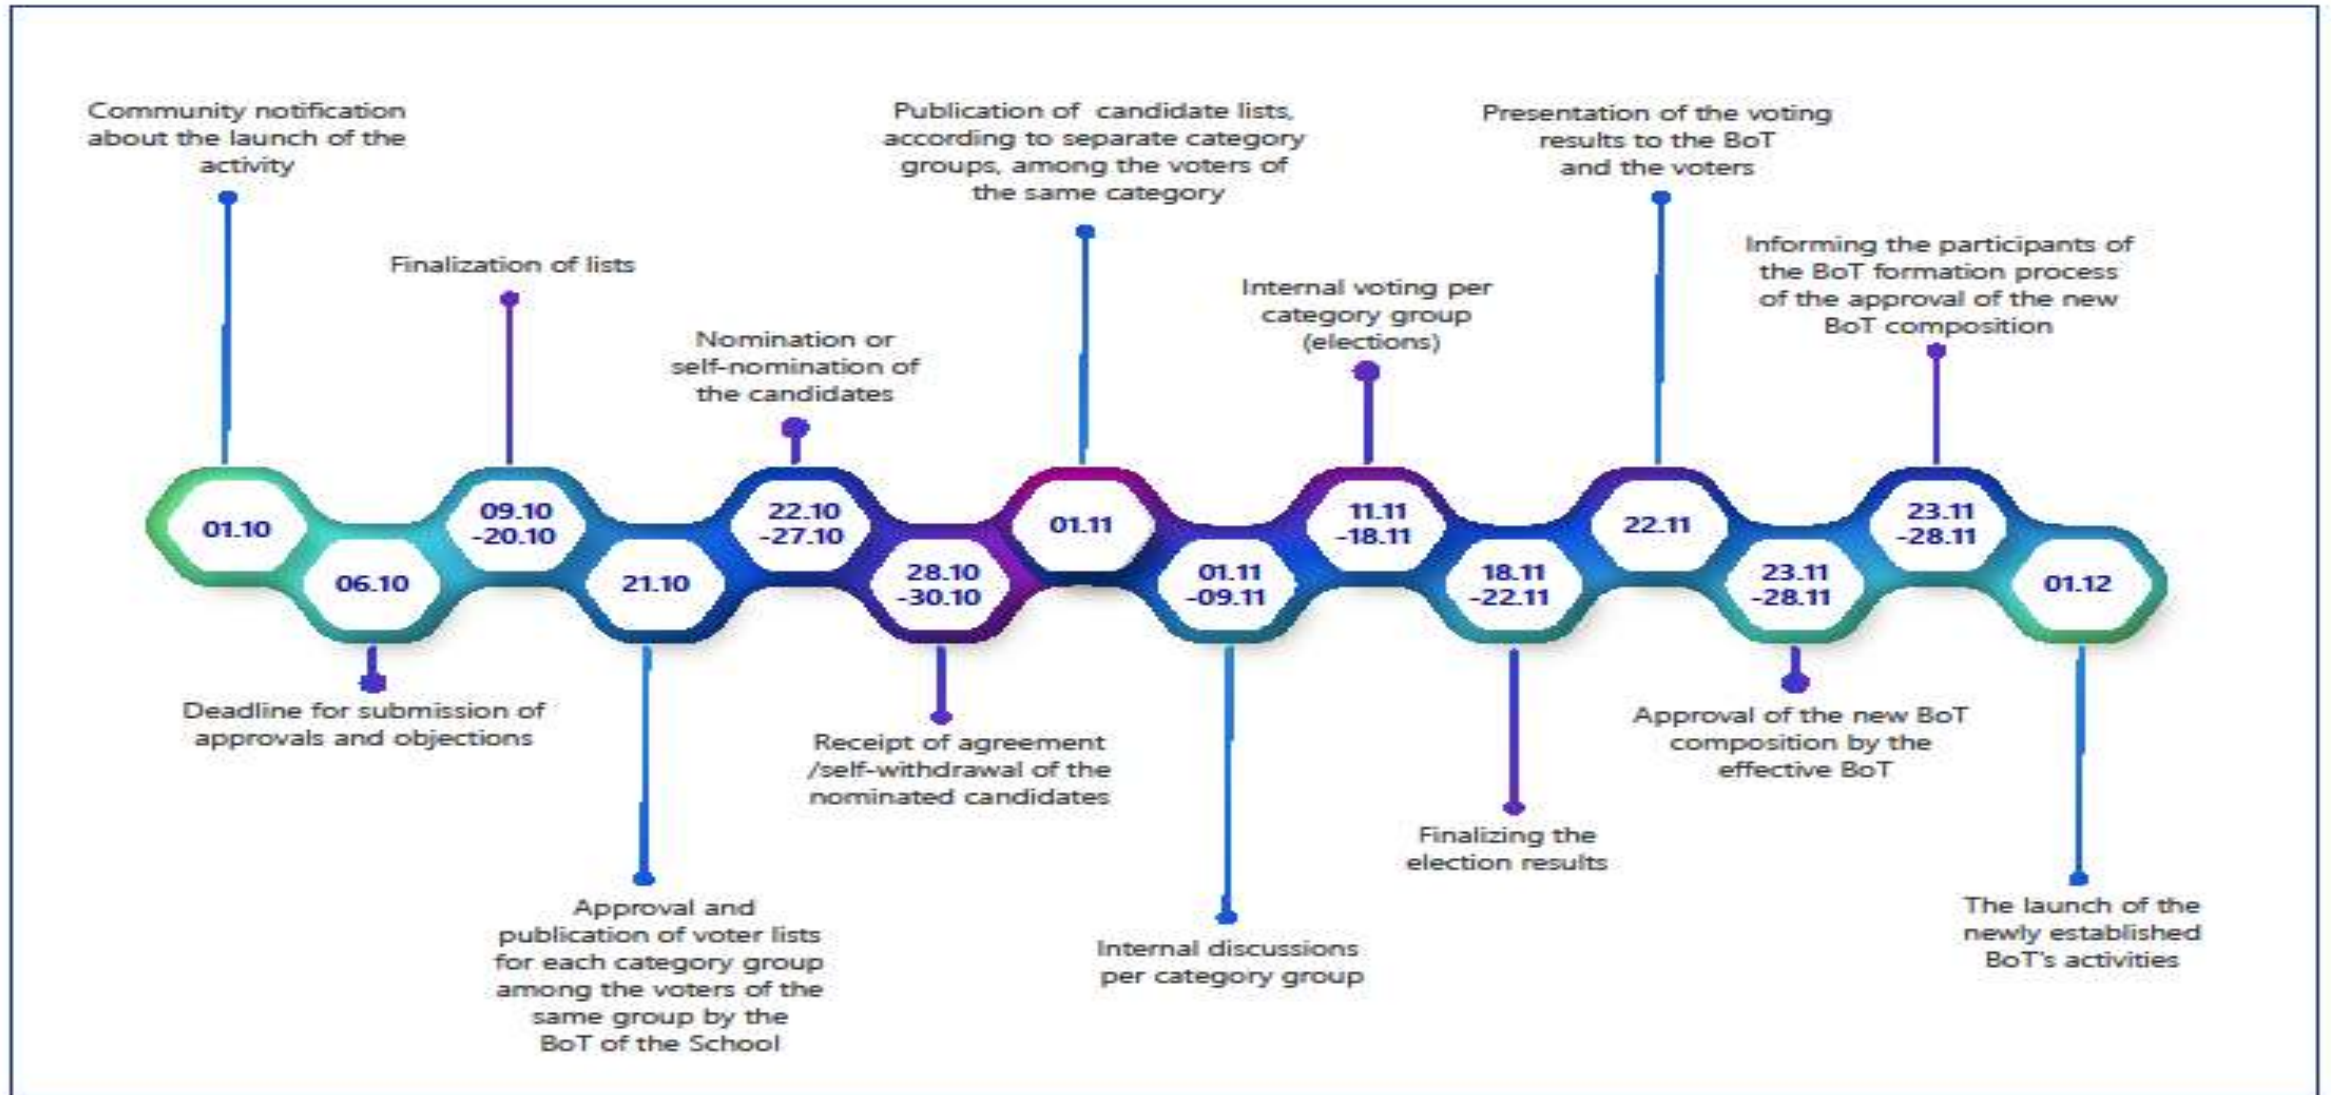 Community notification
about the launch of the
activity
01.10
06.10
Deadline for submission of
approvals and objections
Finalization of lists
09.10
-20.10
21.10
Approval and
publication of voter lists
for each category group
among the voters of the
same group by the
BoT of the School
Nomination or
self-nomination of
the candidates
22.10
-27.10
28.10
-30.10
Receipt of agreement
/self-withdrawal of the
nominated candidates
Publication of candidate lists,
according to separate category
groups, among the voters of
the same category
01.11
01.11
-09.11
Internal discussions
per category group
Internal voting per
category group
(elections)
11.11
-18.11
18.11
-22.11
Finalizing the
election results
Presentation of the voting
results to the BoT
and the voters
22.11
23.11
-28.11
Approval of the new BoT
composition by the
effective BoT
Informing the participants of
the BoT formation process
of the approval of the new
BoT composition
23.11
-28.11
01.12
The launch of the
newly established
BoT's activities